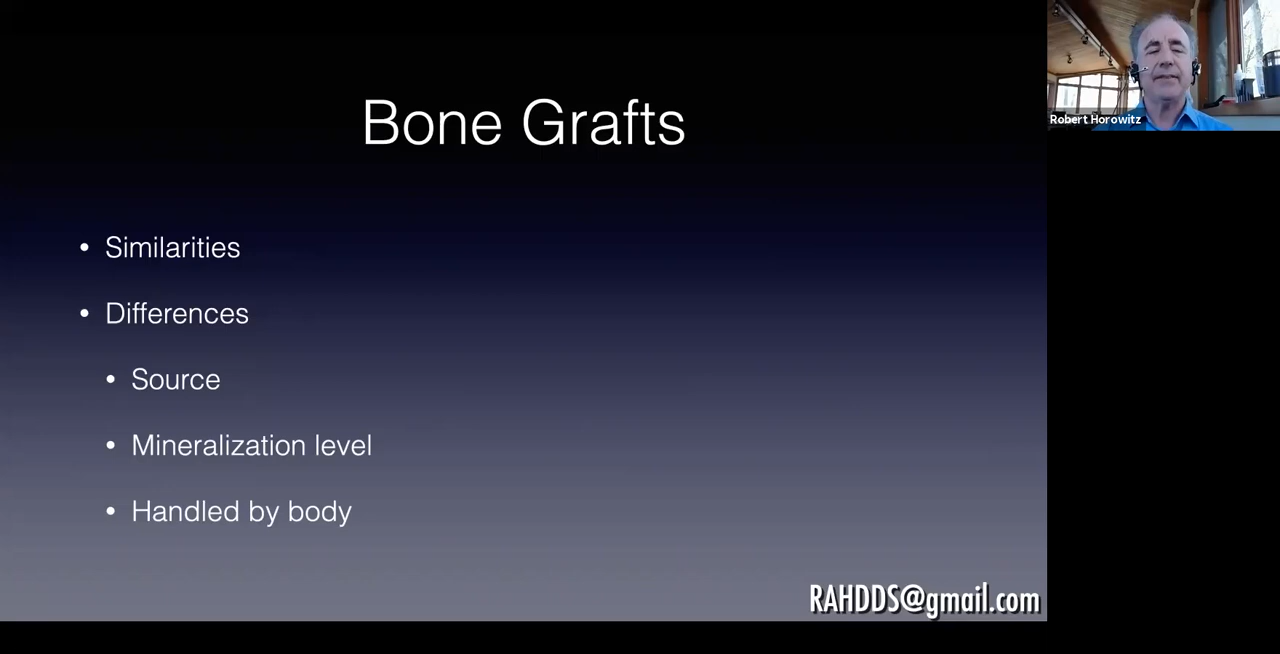 Bone Grafts
Robert Horowitz
• Similarities
• Differences
• Source
• Mineralization level
• Handled by body
RAHDDS@gmail.com